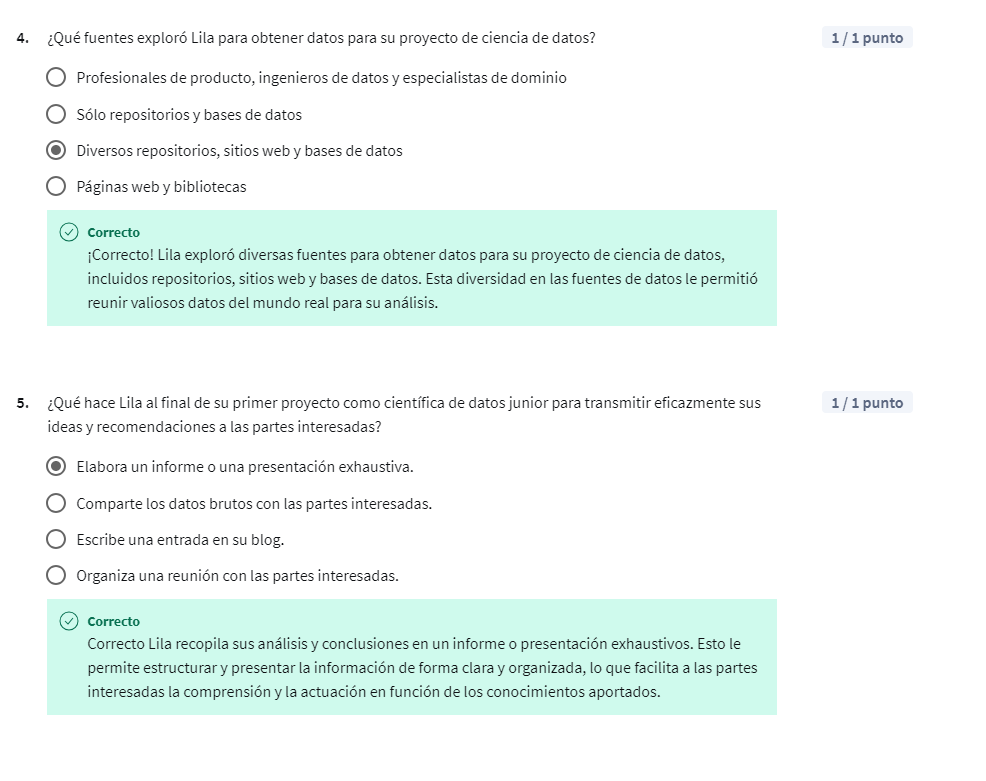 4. ¿Qué fuentes exploró Lila para obtener datos para su proyecto de ciencia de datos?
1 / 1 punto
Profesionales de producto, ingenieros de datos y especialistas de dominio
Sólo repositorios y bases de datos
Diversos repositorios, sitios web y bases de datos
Páginas web y bibliotecas
Correcto
¡Correcto! Lila exploró diversas fuentes para obtener datos para su proyecto de ciencia de datos,
incluidos repositorios, sitios web y bases de datos. Esta diversidad en las fuentes de datos le permitió
reunir valiosos datos del mundo real para su análisis.
5. ¿Qué hace Lila al final de su primer proyecto como científica de datos junior para transmitir eficazmente sus
ideas y recomendaciones a las partes interesadas?
1 / 1 punto
Elabora un informe o una presentación exhaustiva.
Comparte los datos brutos con las partes interesadas.
Escribe una entrada en su blog.
Organiza una reunión con las partes interesadas.
Correcto
Correcto Lila recopila sus análisis y conclusiones en un informe o presentación exhaustivos. Esto le
permite estructurar y presentar la información de forma clara y organizada, lo que facilita a las partes
interesadas la comprensión y la actuación en función de los conocimientos aportados.